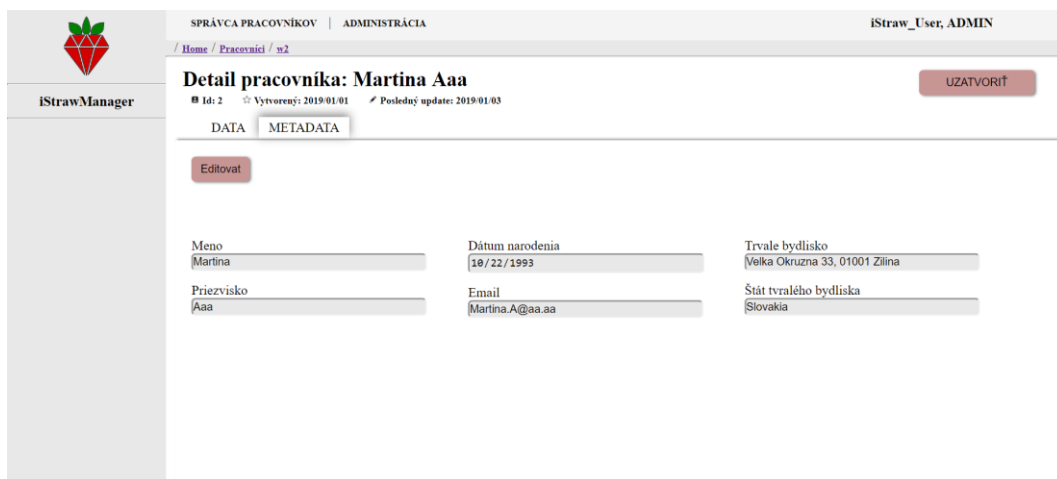 SPRÁVCA PRACOVNÍKOV | ADMINISTRÁCIA
iStraw_User, ADMIN
/ Home / Pracovníci / w2
iStrawManager
Detail pracovníka: Martina Aaa
UZATVORIŤ
Id: 2 Vytvorený: 2019/01/01 Posledný update: 2019/01/03
DATA METADATA
Editovat
Meno
Martina
Dátum narodenia
10/22/1993
Trvale bydlisko
Velka Okruzna 33, 01001 Zilina
Priezvisko
Aaa
Email
Martina.A@aa.aa
Štát tvralého bydliska
Slovakia